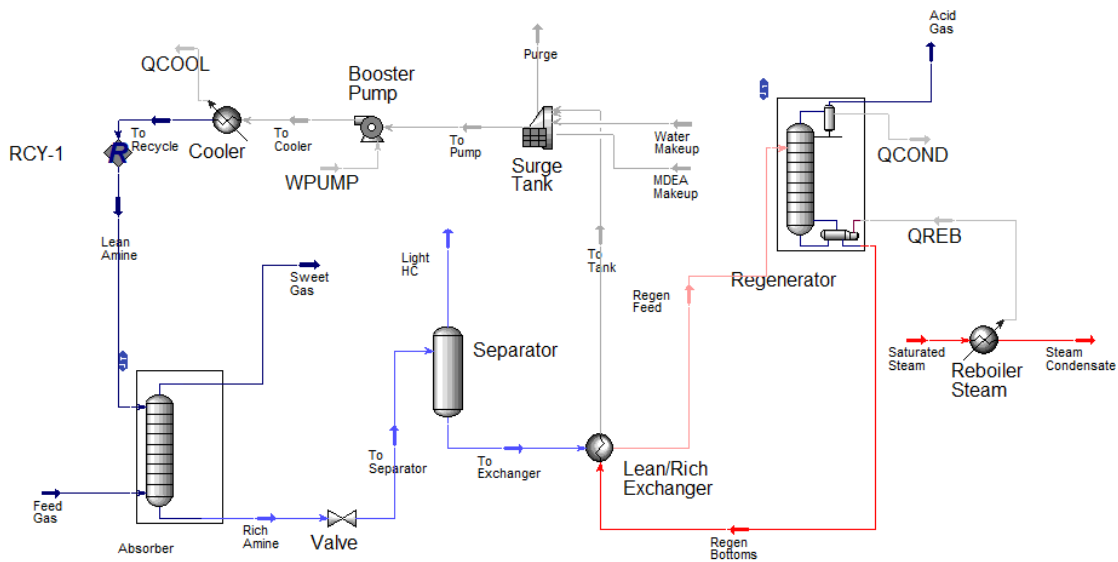 Acid
Gas
QCOOL
Purge
Booster
Pump
To
Recycle
RCY-1
R
Cooler
To
Cooler
WPUMP
To
Pump
Surge
Tank
Water
Makeup
MDEA
Makeup
QCOND
QREB
Regenerator
Lean
Amine
Sweet
Gas
Light
HC
To
Tank
Regen
Feed
Separator
Saturated
Steam
Steam
Condensate
Reboiler
Steam
To
Separator
To
Exchanger
Lean/Rich
Exchanger
Feed
Gas
Rich
Amine
Valve
Absorber
Regen
Bottoms